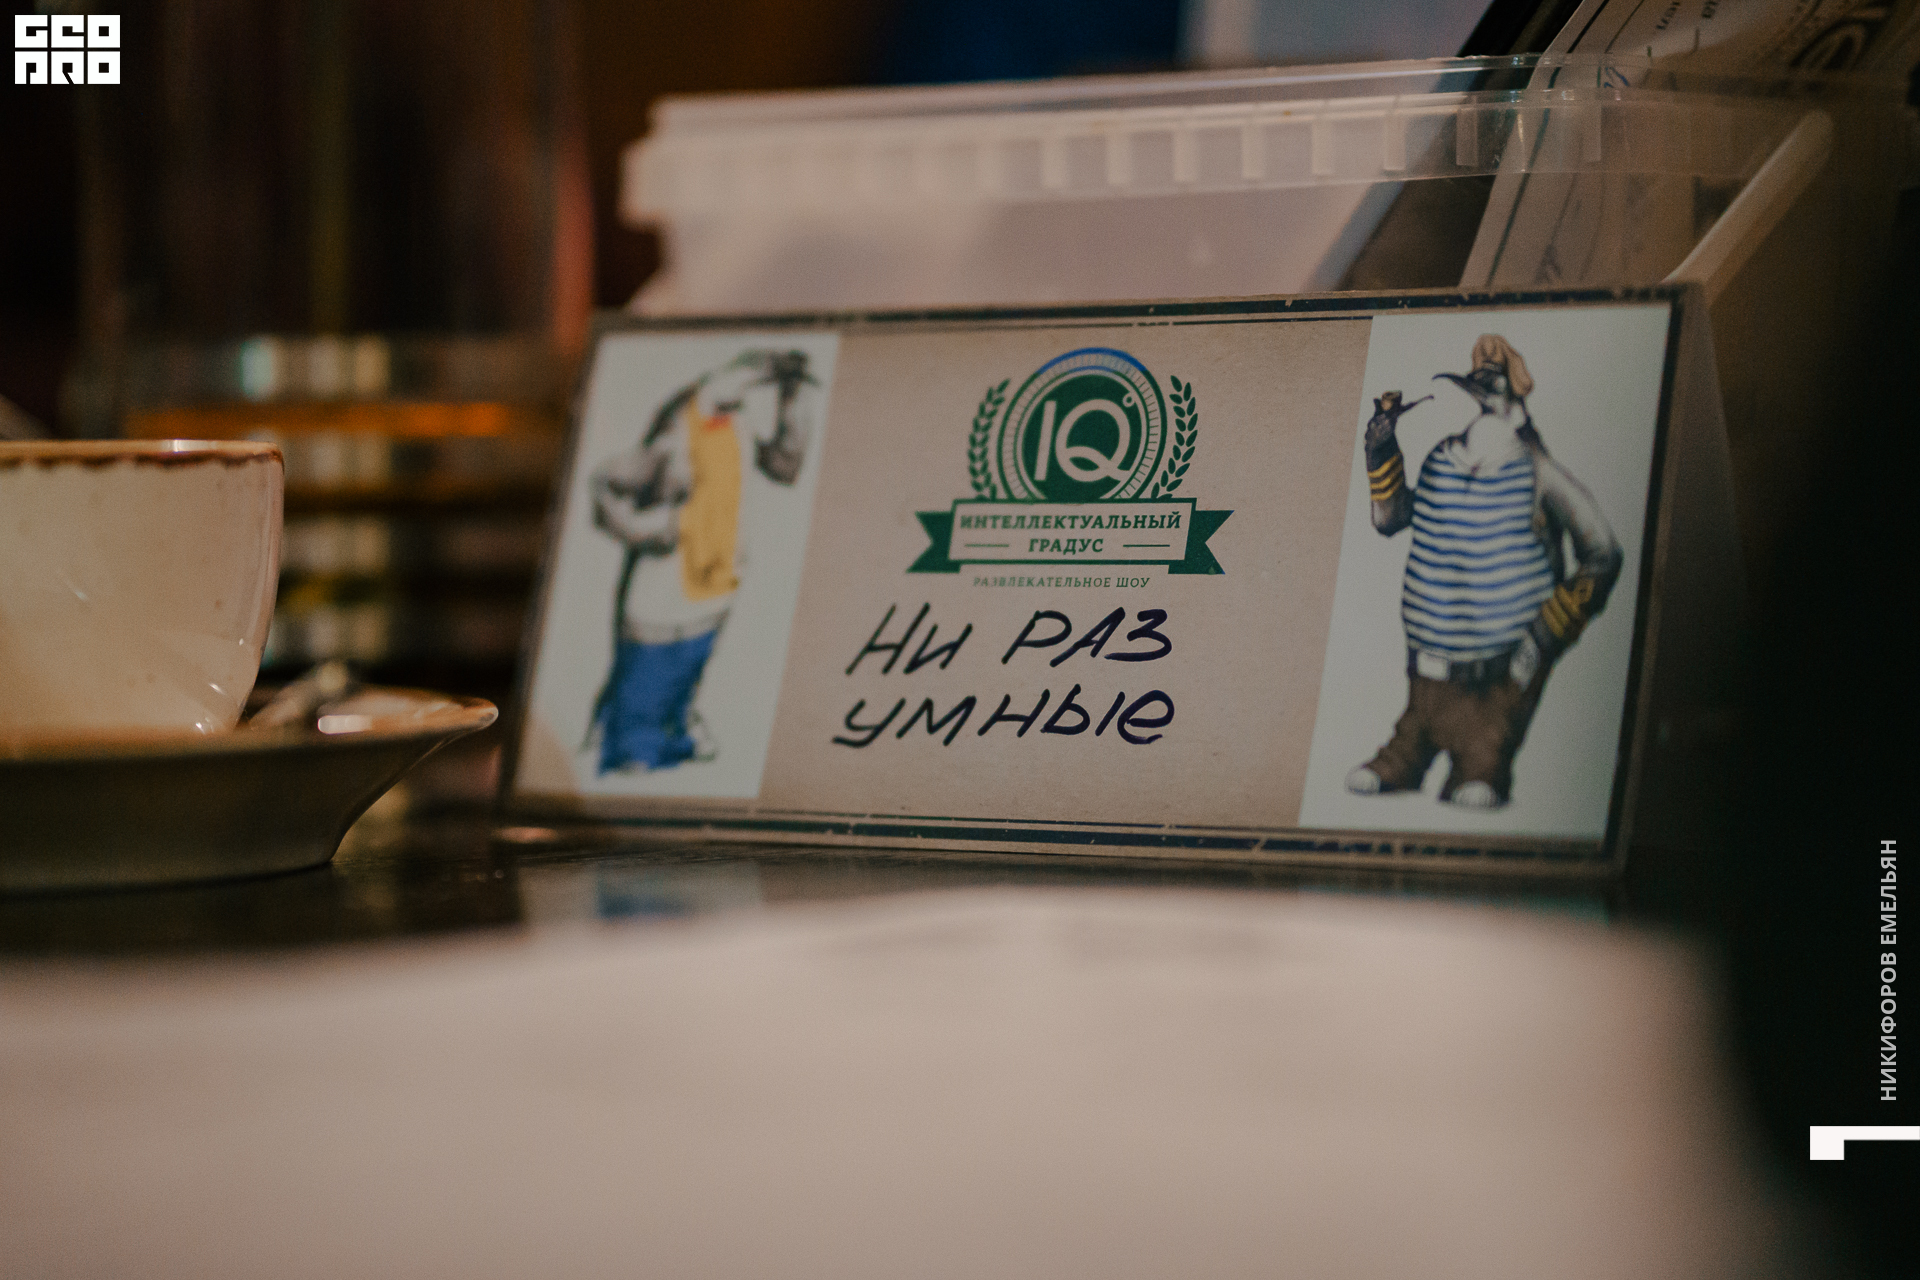 GEO
PRO
IQ°
ИНТЕЛЛЕКТУАЛЬНЫЙ
ГРАДУС
РАЗВЛЕКАТЕЛЬНОЕ ШОУ
Ни РАЗ
умные
НИКИФОРОВ ЕМЕЛЬЯН